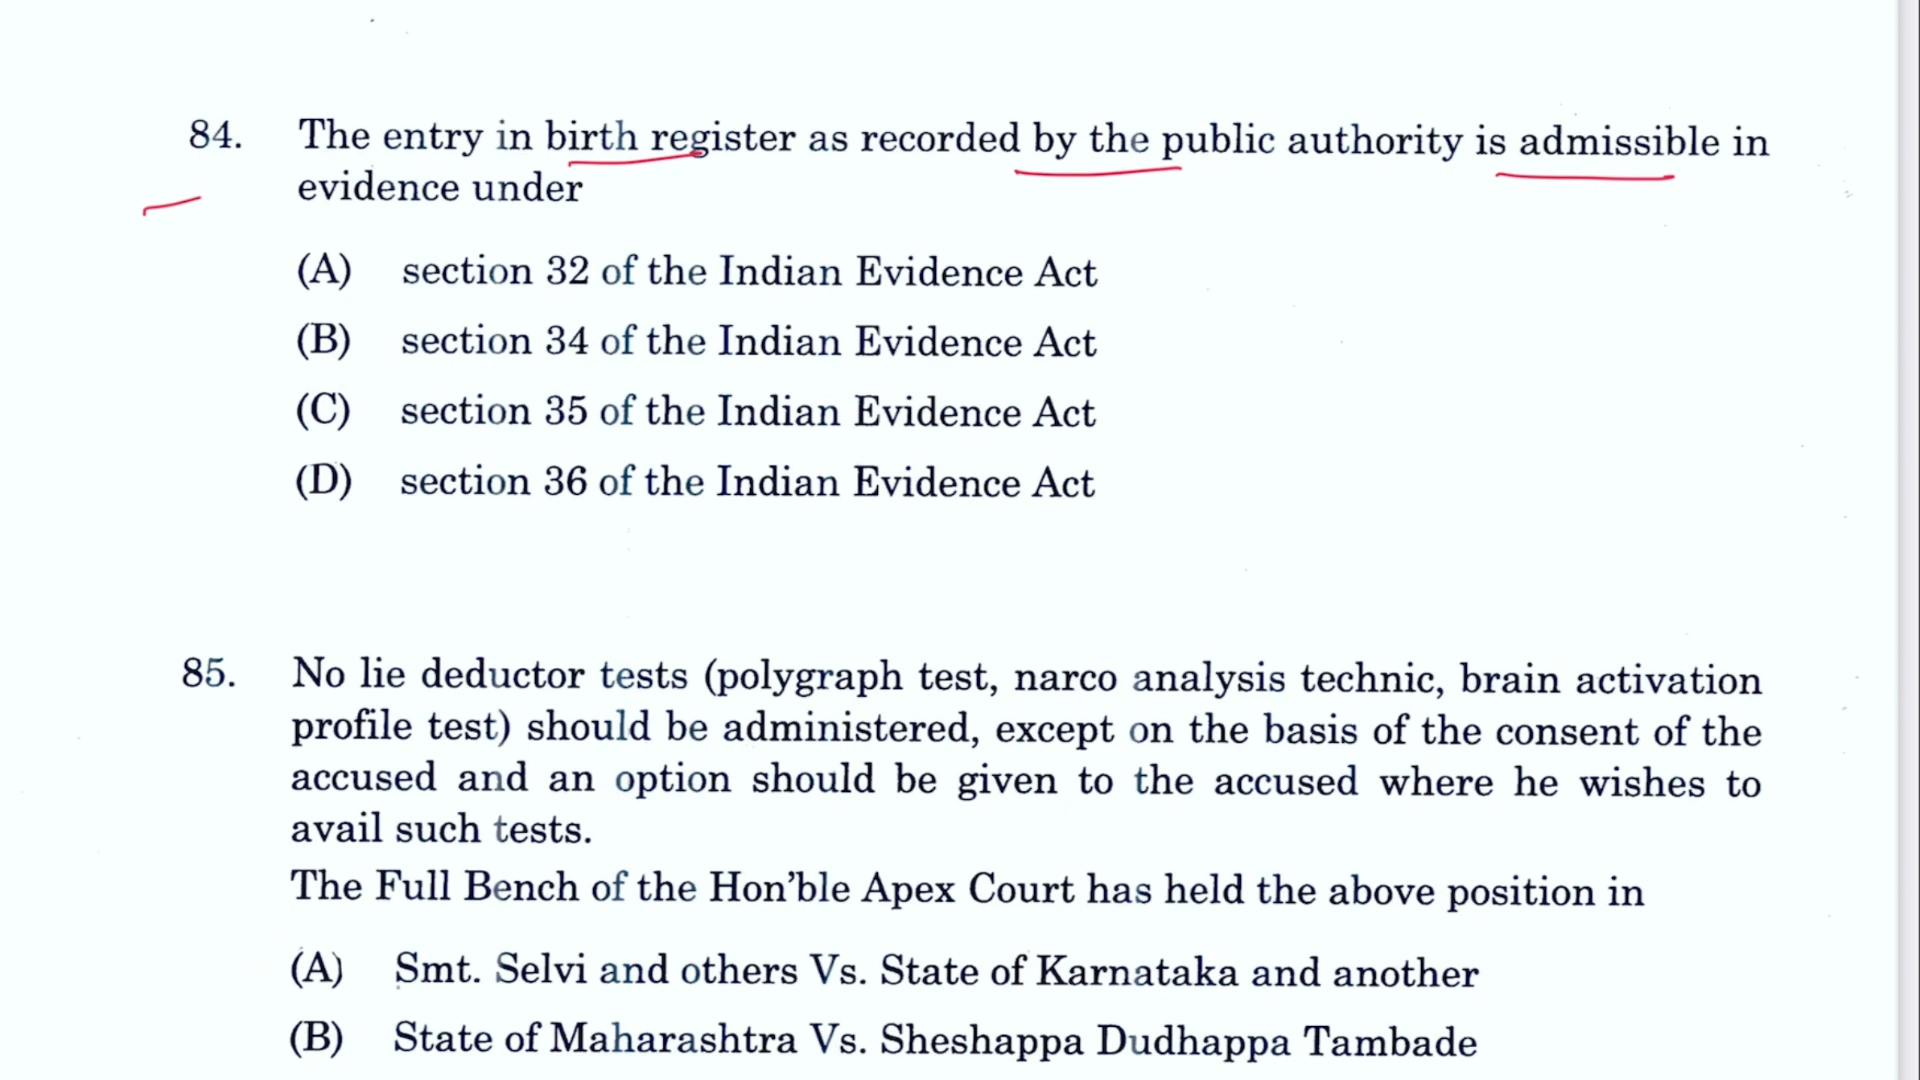 84. The entry in birth register as recorded by the public authority is admissible in
evidence under
(A) section 32 of the Indian Evidence Act
(B) section 34 of the Indian Evidence Act
(C) section 35 of the Indian Evidence Act
(D) section 36 of the Indian Evidence Act
85. No lie deductor tests (polygraph test, narco analysis technic, brain activation
profile test) should be administered, except on the basis of the consent of the
accused and an option should be given to the accused where he wishes to
avail such tests.
The Full Bench of the Hon’ble Apex Court has held the above position in
(A) Smt. Selvi and others Vs. State of Karnataka and another
(B) State of Maharashtra Vs. Sheshappa Dudhappa Tambade